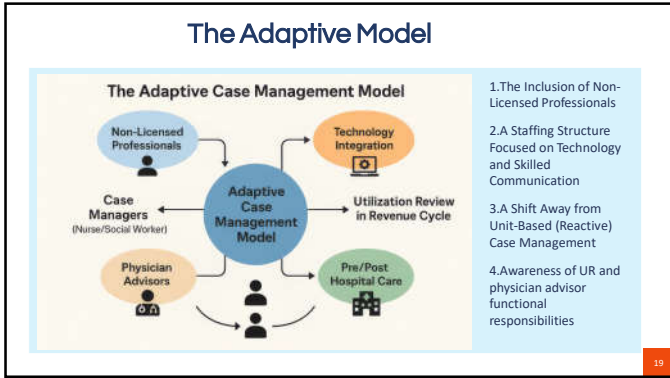 The Adaptive Model
The Adaptive Case Management Model
Non-Licensed
Professionals
Technology
Integration
Adaptive
Case
Management
Model
Case
Managers
(Nurse/Social Worker)
Utilization Review
in Revenue Cycle
Physician
Advisors
Pre/Post
Hospital Care
1.The Inclusion of Non-
Licensed Professionals
2.A Staffing Structure
Focused on Technology
and Skilled
Communication
3.A Shift Away from
Unit-Based (Reactive)
Case Management
4.Awareness of UR and
physician advisor
functional
responsibilities
19